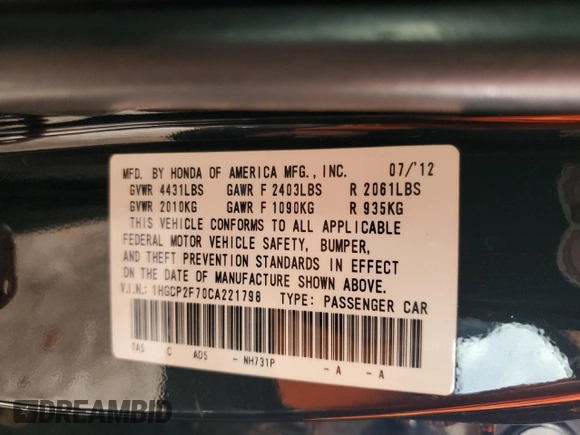 MFD. BY HONDA OF AMERICA MFG., INC. 07/'12
GVWR 4431LBS GAWR F 2403LBS R 2061LBS
GVWR 2010KG GAWR F 1090KG R 935KG
THIS VEHICLE CONFORMS TO ALL APPLICABLE
FEDERAL MOTOR VEHICLE SAFETY, BUMPER,
AND THEFT PREVENTION STANDARDS IN EFFECT
ON THE DATE OF MANUFACTURE SHOWN ABOVE.
V.I.N.: 1HGCP2F70CA221798 TYPE: PASSENGER CAR
TA5 C AD5 - NH731P - A - A
DREAMBID